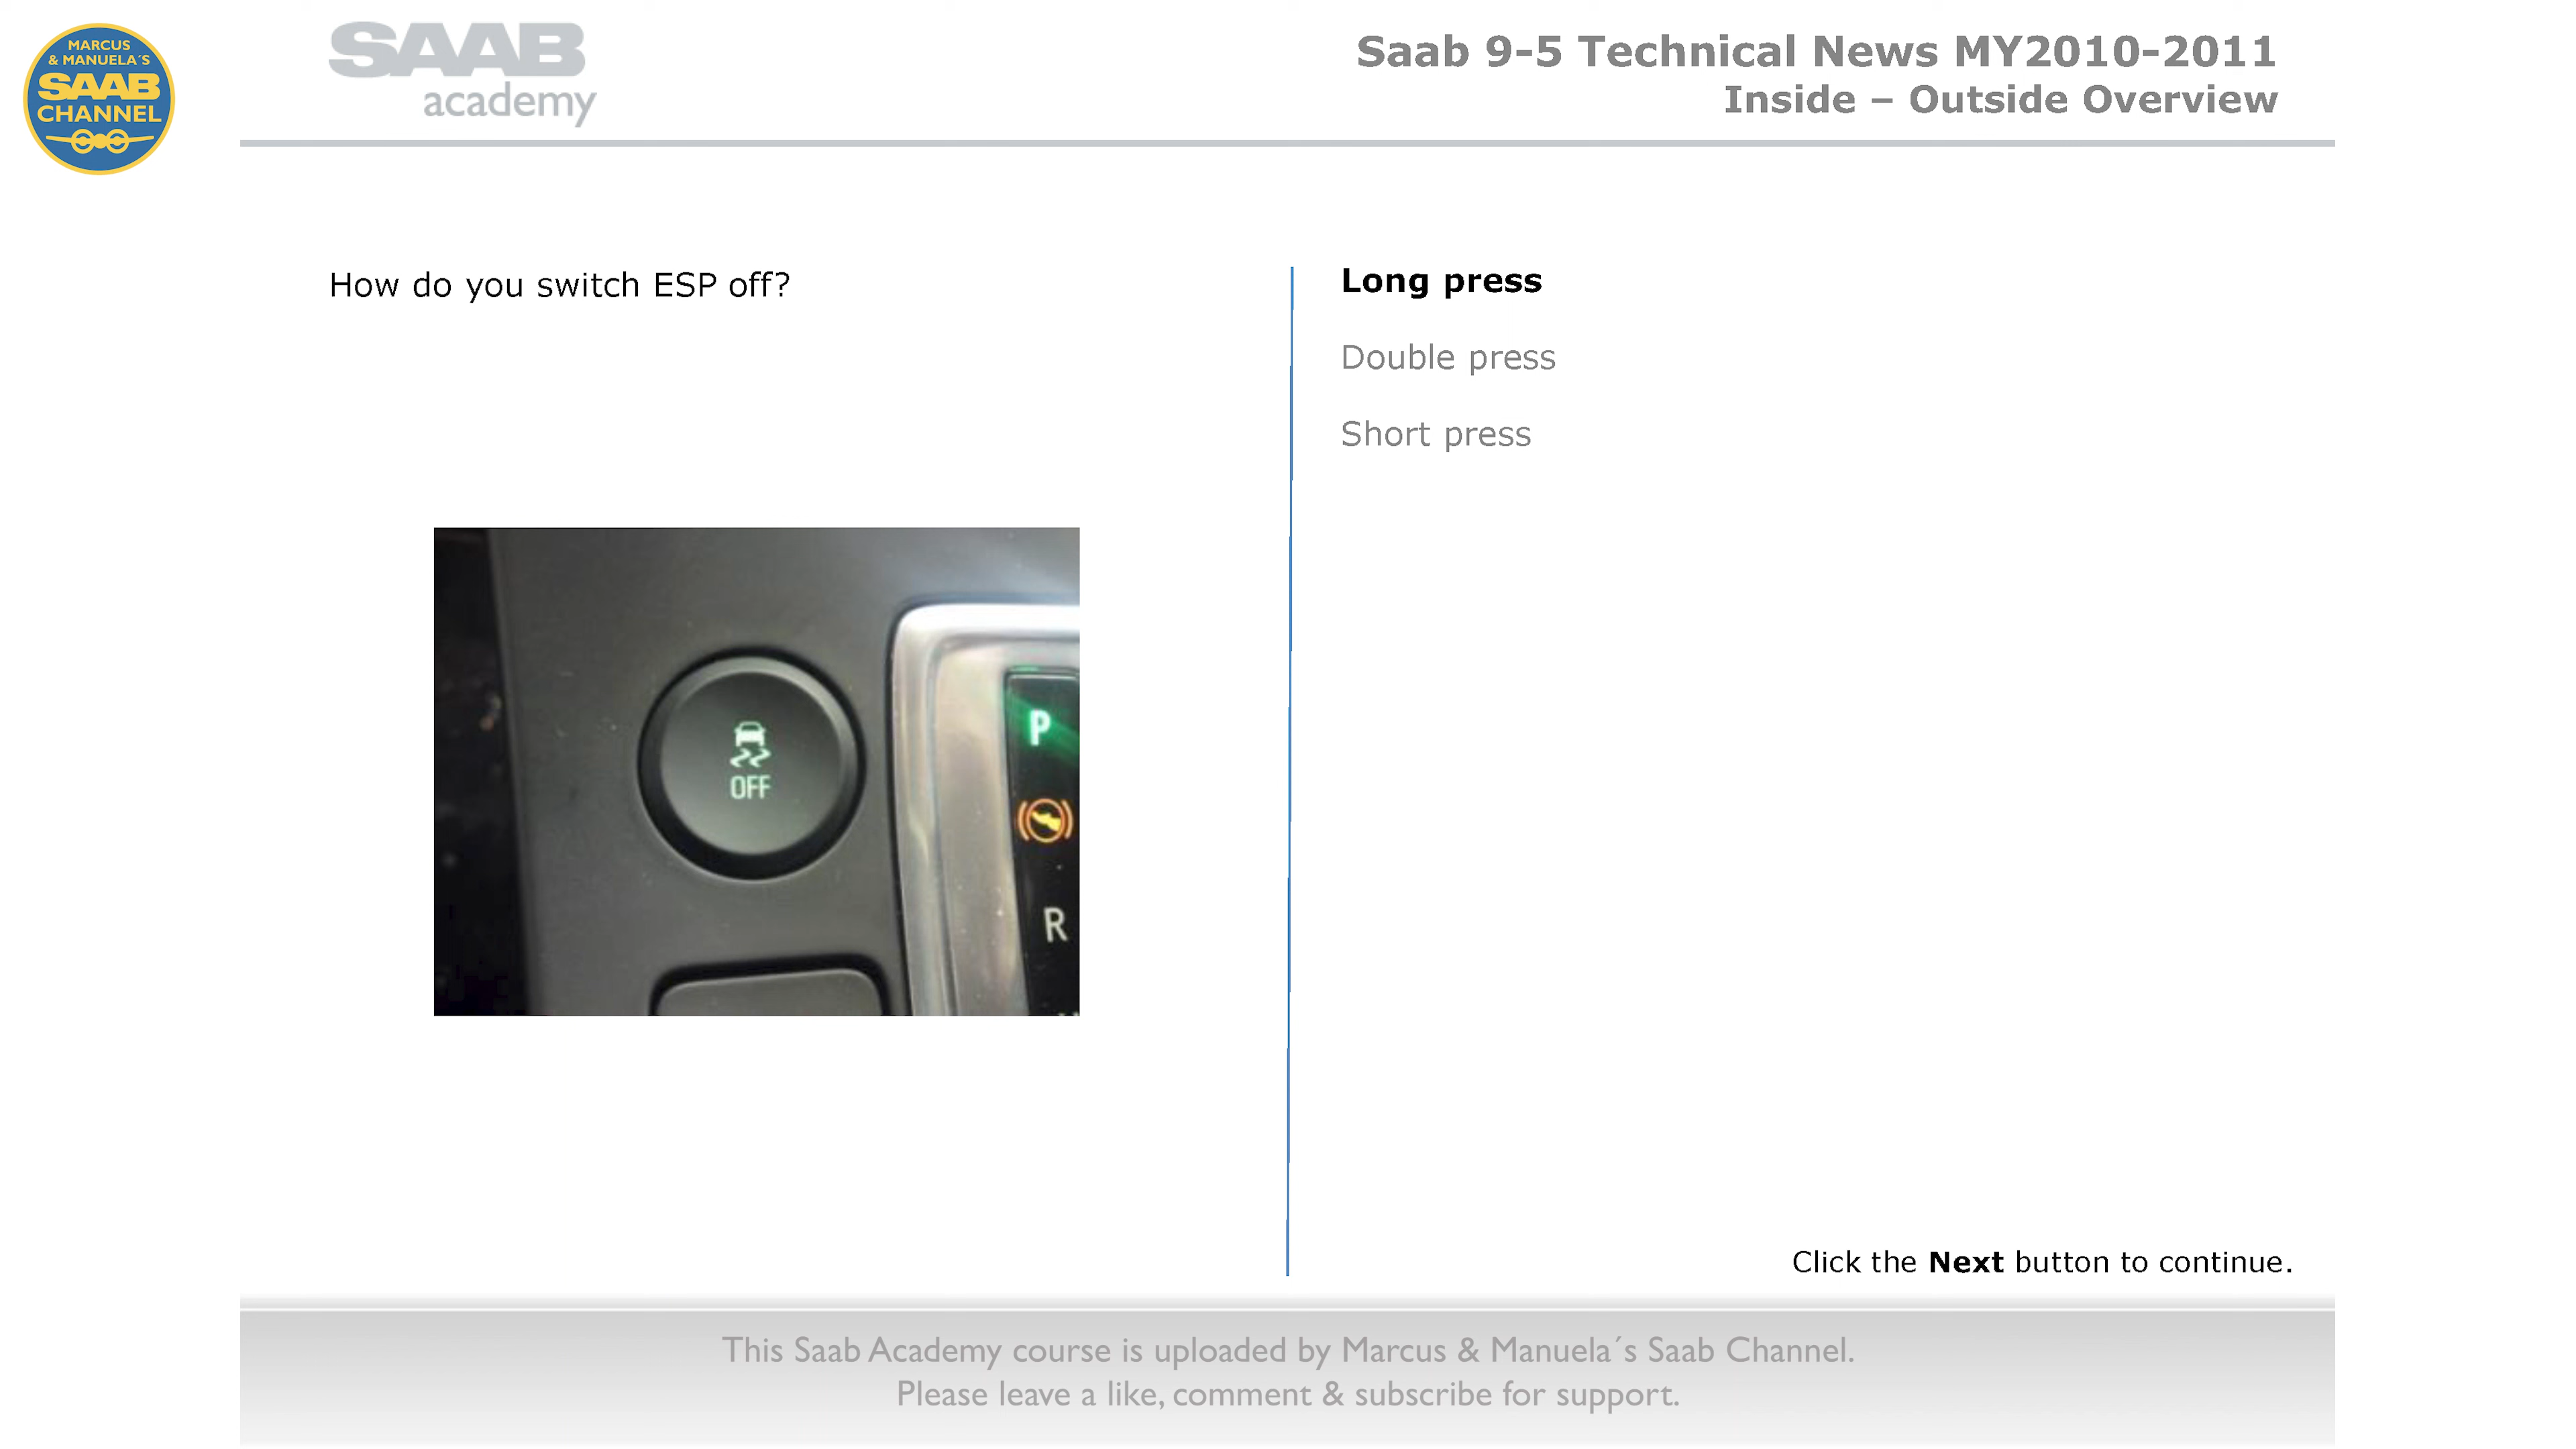 MARCUS
& MANUELA´S
SAAB
CHANNEL
SAAB
academy
Saab 9-5 Technical News MY2010-2011
Inside – Outside Overview
How do you switch ESP off?
Long press
Double press
Short press
OFF
P
R
Click the Next button to continue.
This Saab Academy course is uploaded by Marcus & Manuela´s Saab Channel.
Please leave a like, comment & subscribe for support.